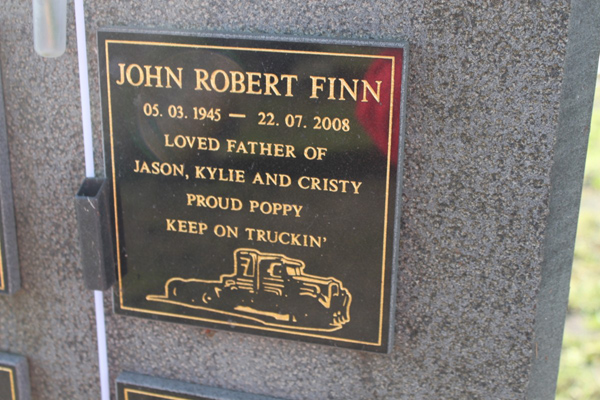 JOHN ROBERT FINN
05. 03. 1945 — 22. 07. 2008
LOVED FATHER OF
JASON, KYLIE AND CRISTY
PROUD POPPY
KEEP ON TRUCKIN'